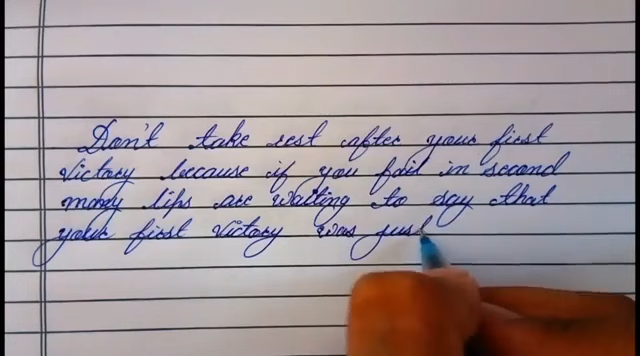 Don't take rest after your first
victory because if you fail in second
many lips are waiting to say that
your first victory was just